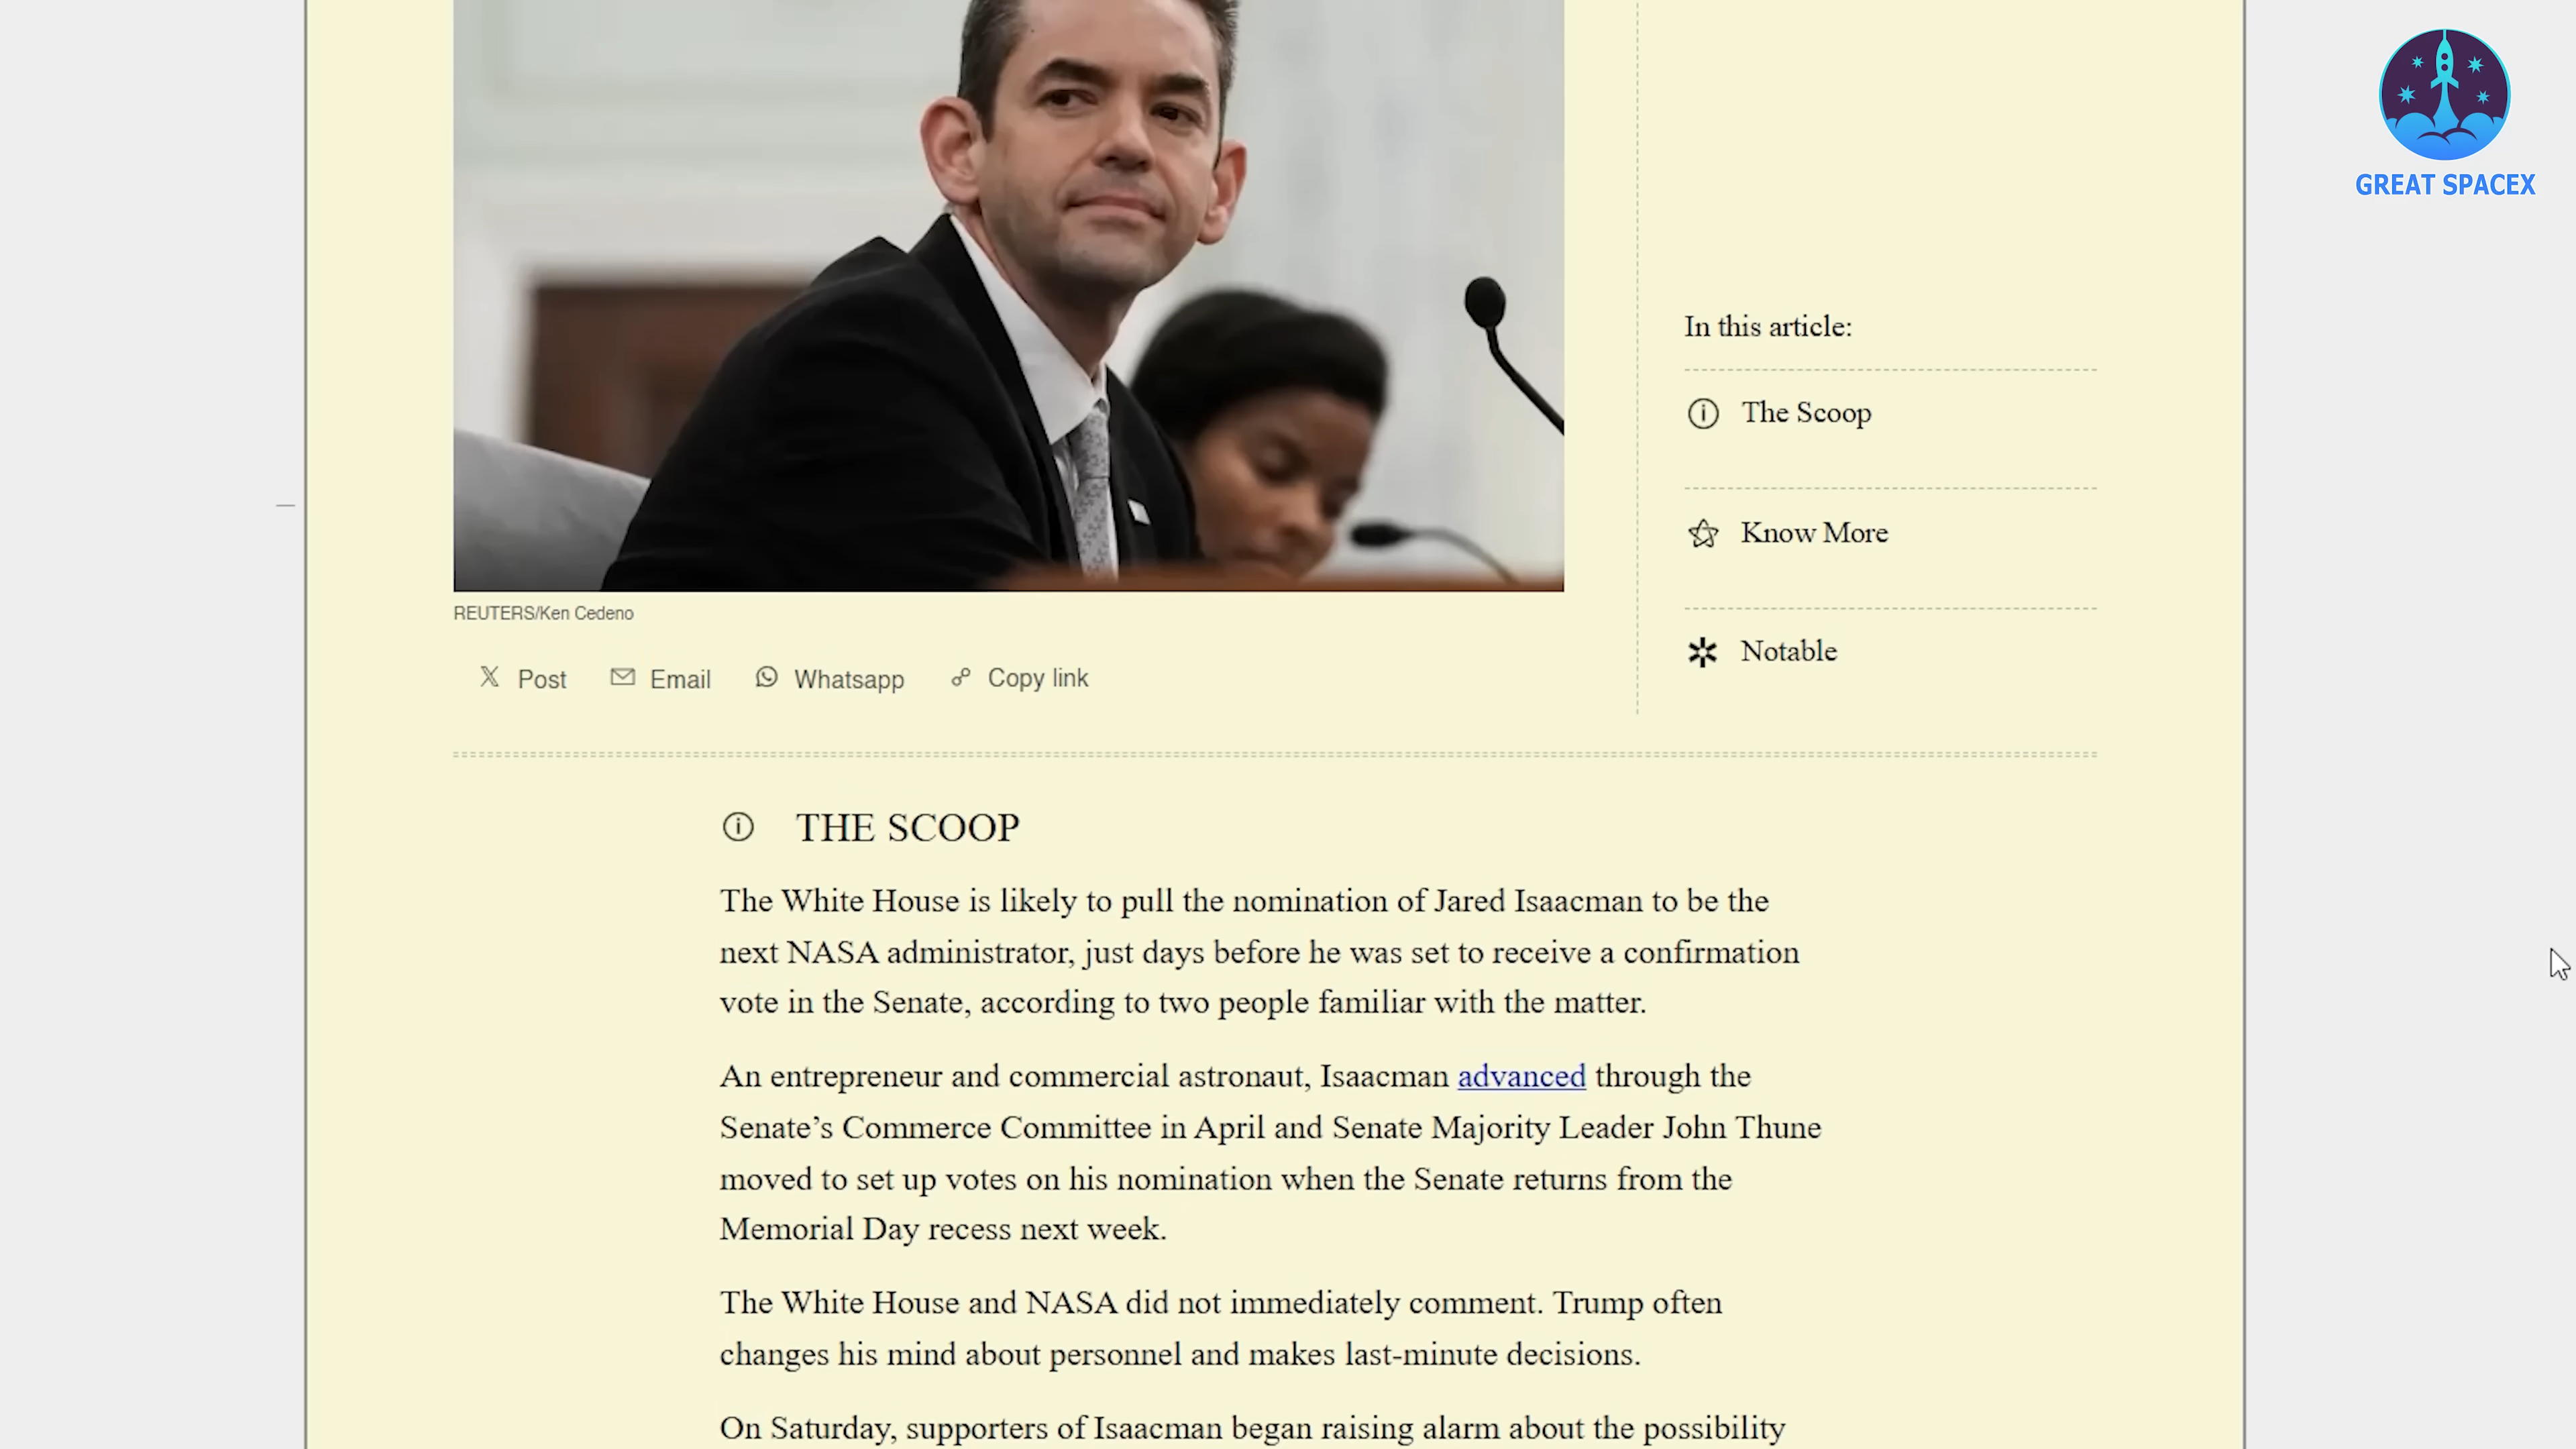 GREAT SPACEX
In this article:
The Scoop
Know More
Notable
REUTERS/Ken Cedeno
Post Email Whatsapp Copy link
THE SCOOP
The White House is likely to pull the nomination of Jared Isaacman to be the
next NASA administrator, just days before he was set to receive a confirmation
vote in the Senate, according to two people familiar with the matter.
An entrepreneur and commercial astronaut, Isaacman advanced through the
Senate’s Commerce Committee in April and Senate Majority Leader John Thune
moved to set up votes on his nomination when the Senate returns from the
Memorial Day recess next week.
The White House and NASA did not immediately comment. Trump often
changes his mind about personnel and makes last-minute decisions.
On Saturday, supporters of Isaacman began raising alarm about the possibility